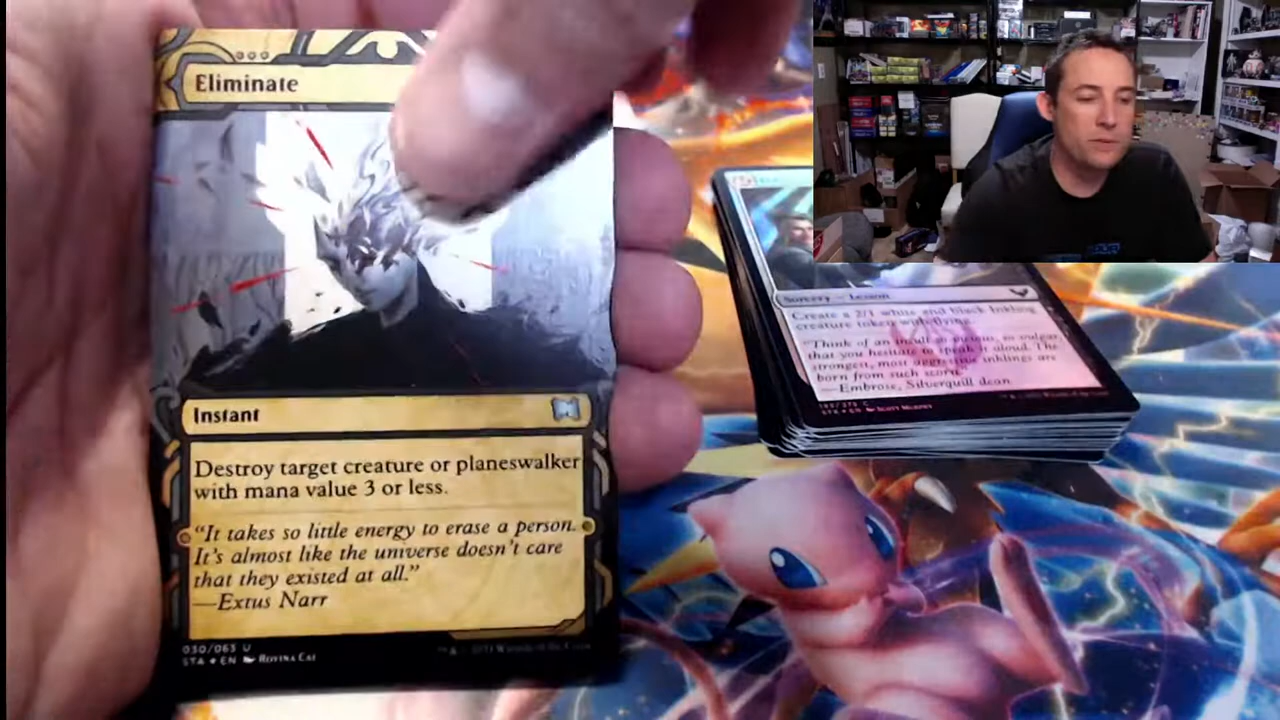 Eliminate
Instant
Destroy target creature or planeswalker
with mana value 3 or less.
"It takes so little energy to erase a person.
It's almost like the universe doesn't care
that they existed at all."
—Extus Narr
030/063 U
STA EN Rovina Cai
Sorcery — Lesson
Create a 2/1 white and black Inkling
creature token with flying.
"Think of an insult so vicious, so vulgar
that you hesitate to speak it aloud. The
strongest, most aggressive inklings are
born from such scorn."
—Embrose, Silverquill dean
EN Scott Murphy